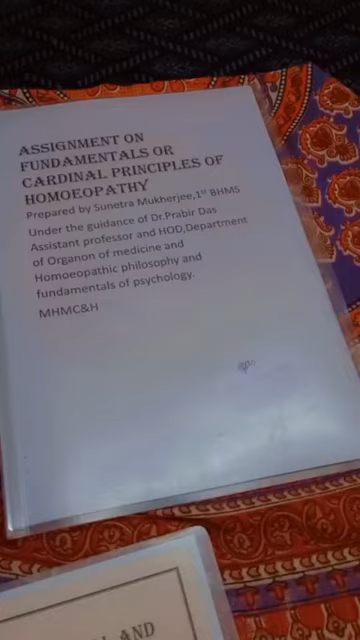 ASSIGNMENT ON
FUNDAMENTALS OR
CARDINAL PRINCIPLES OF
HOMOEOPATHY
Prepared by Sunetra Mukherjee,1st BHMS
Under the guidance of Dr.Prabir Das
Assistant professor and HOD,Department
of Organon of medicine and
Homoeopathic philosophy and
fundamentals of psychology.
MHMC&H
AND